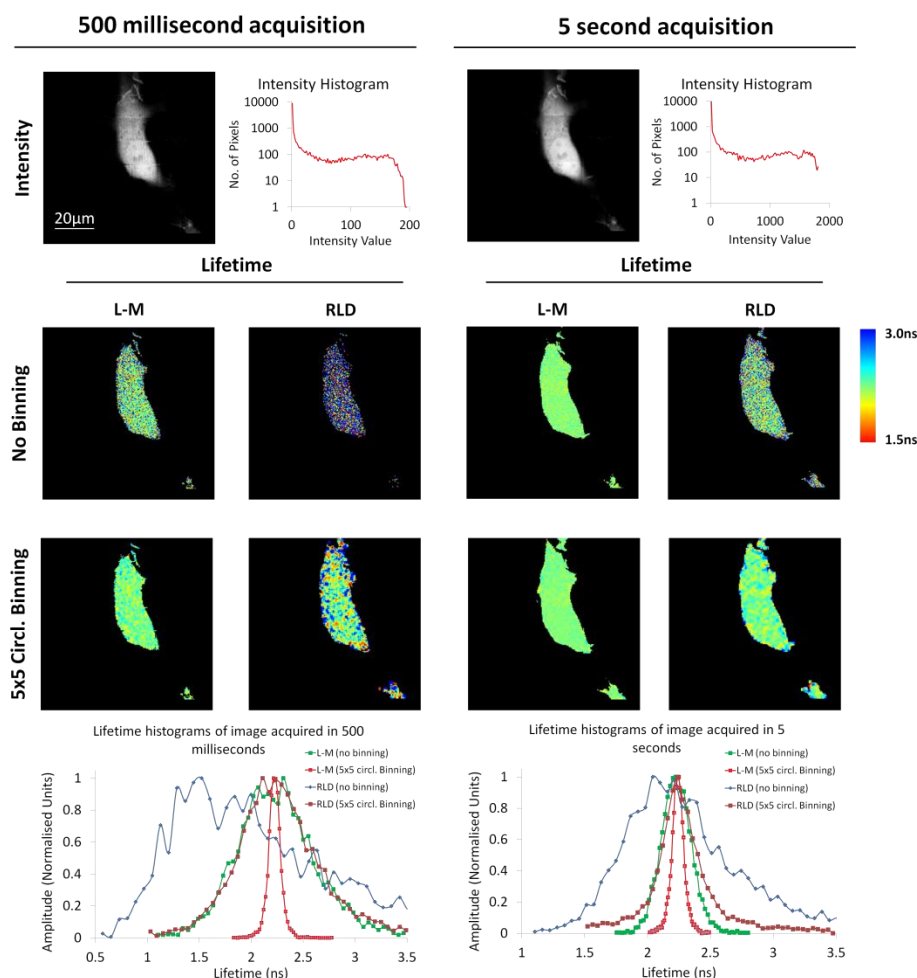 500 millisecond acquisition
5 second acquisition
Intensity
20µm
Intensity Histogram
No. of Pixels
10000
1000
100
10
1
0
100
200
Intensity Value
Intensity Histogram
No. of Pixels
10000
1000
100
10
1
0
1000
2000
Intensity Value
Lifetime
Lifetime
L-M
RLD
L-M
RLD
No Binning
3.0ns
1.5ns
5x5 Circl. Binning
Lifetime histograms of image acquired in 500
milliseconds
L-M (no binning)
L-M (5x5 circl. Binning)
RLD (no binning)
RLD (5x5 circl. Binning)
Amplitude (Normalised Units)
1
0.8
0.6
0.4
0.2
0
0.5
1
1.5
2
2.5
3
3.5
Lifetime (ns)
Lifetime histograms of image acquired in 5
seconds
L-M (no binning)
L-M (5x5 circl. Binning)
RLD (no binning)
RLD (5x5 circl. Binning)
Amplitude (Normalised Units)
1
0.8
0.6
0.4
0.2
0
1
1.5
2
2.5
3
3.5
Lifetime (ns)